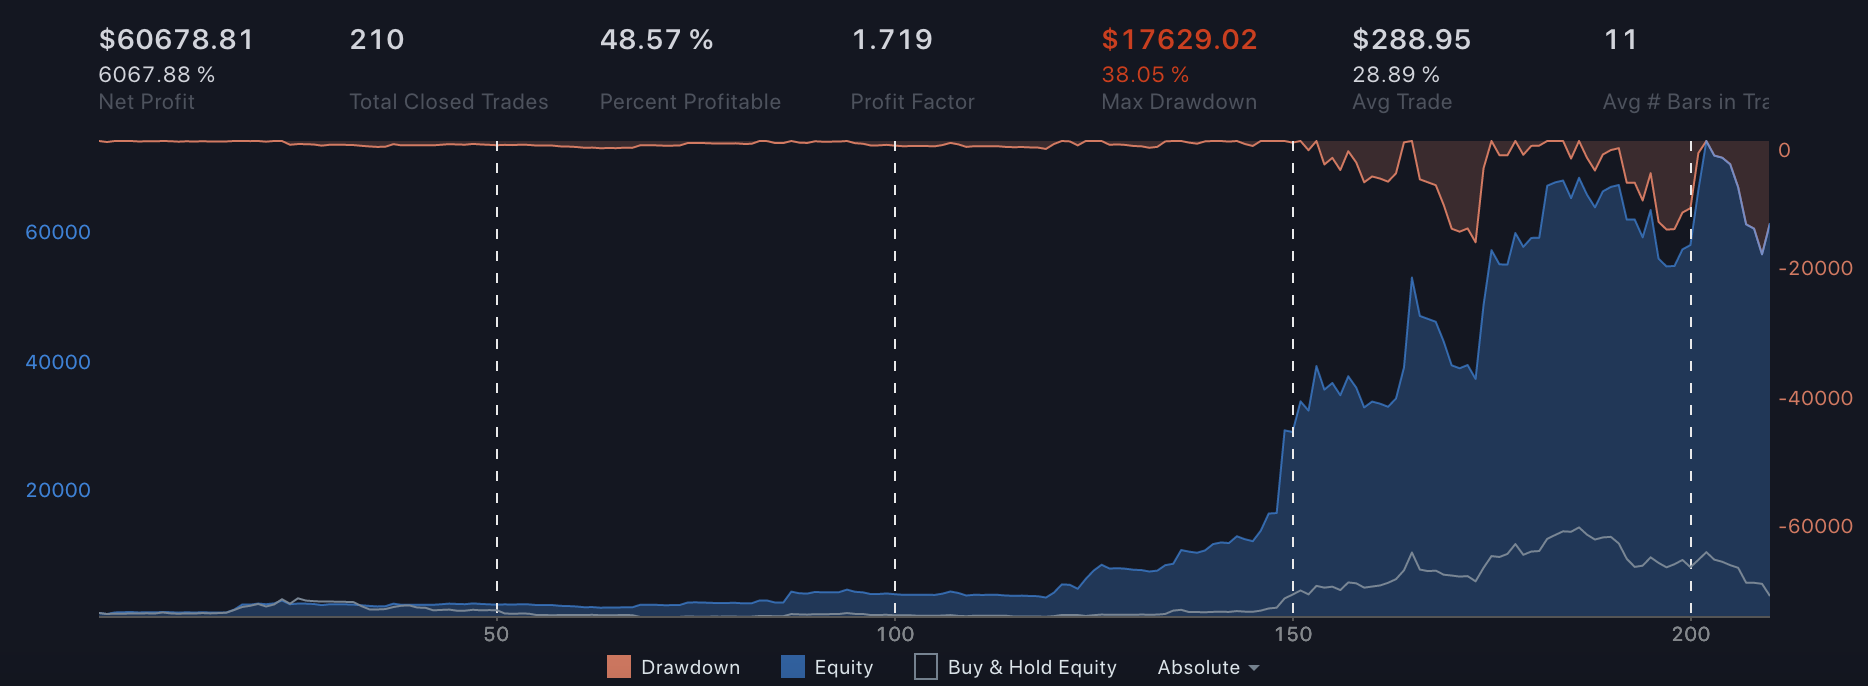 $60678.81 210 48.57 % 1.719 $17629.02 $288.95 11
6067.88 % 38.05 % 28.89 %
Net Profit Total Closed Trades Percent Profitable Profit Factor Max Drawdown Avg Trade Avg # Bars in Tra
0
60000
-20000
40000
-40000
20000
-60000
50 100 150 200
Drawdown Equity Buy & Hold Equity Absolute